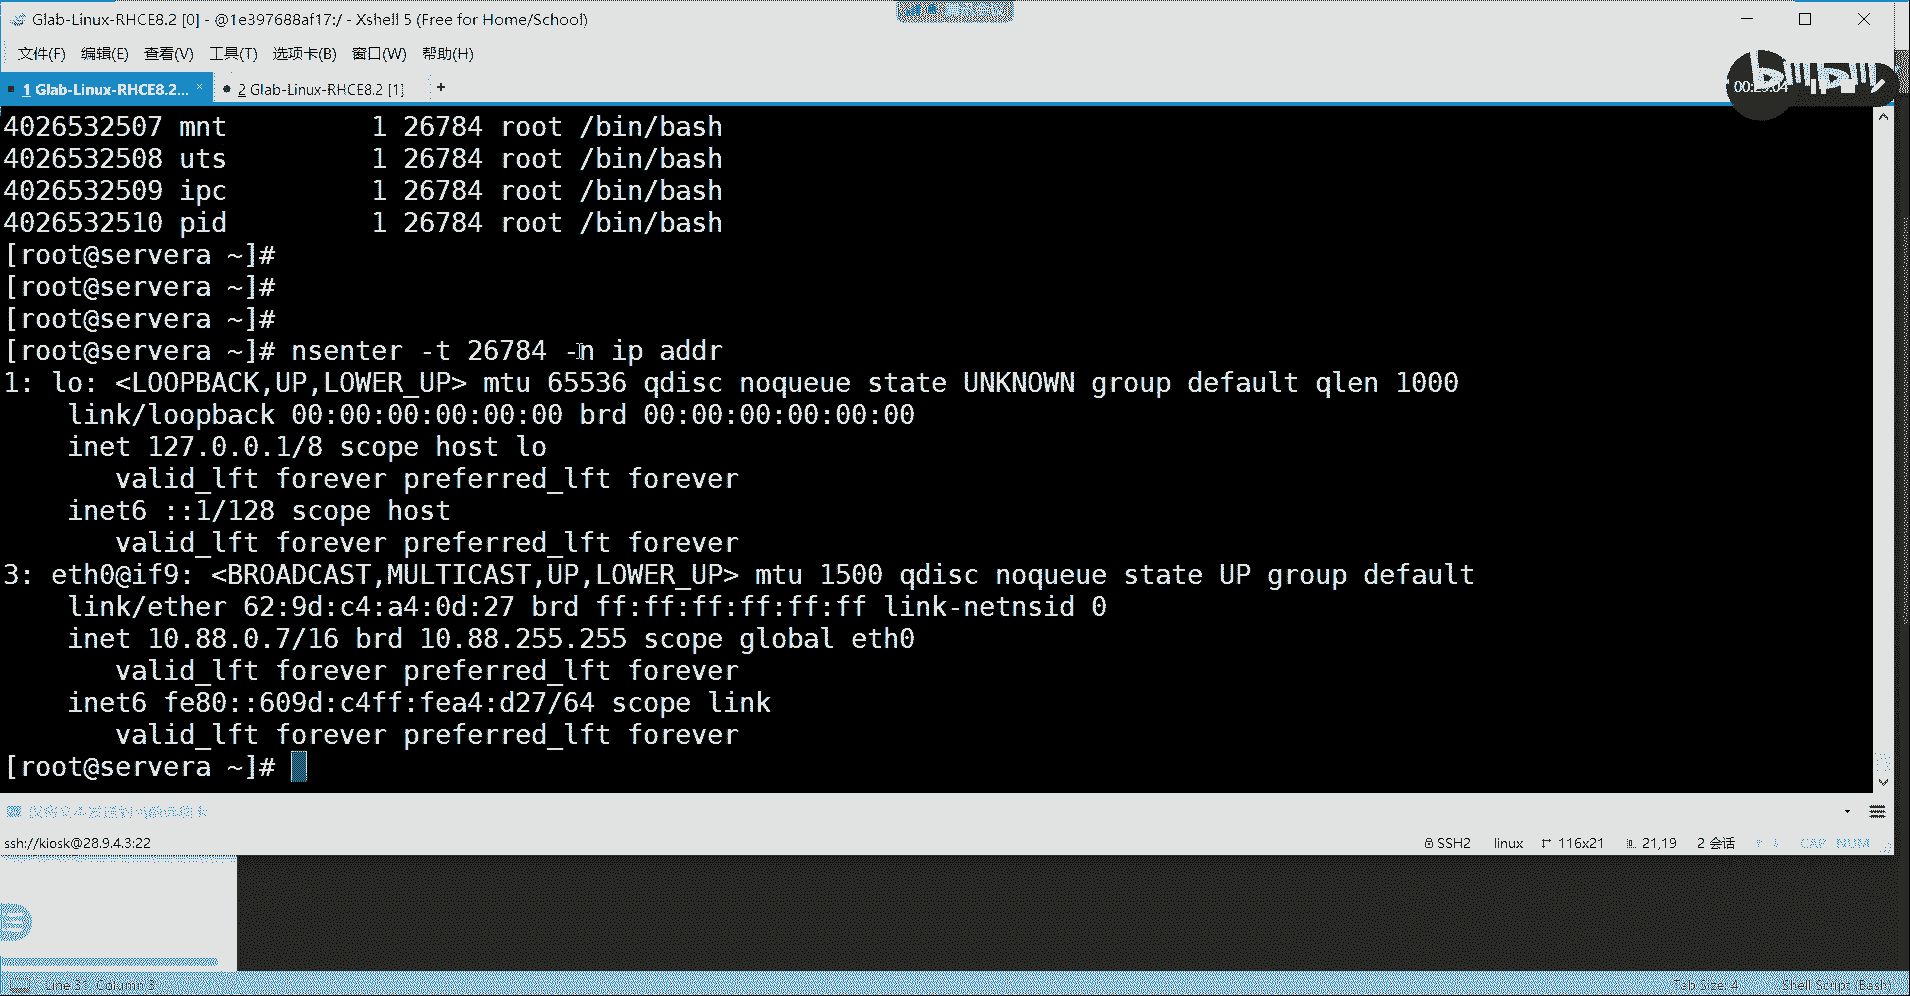 Glab-Linux-RHCE8.2 [0] - @1e397688af17:/ - Xshell 5 (Free for Home/School)
文件(F) 编辑(E) 查看(V) 工具(T) 选项卡(B) 窗口(W) 帮助(H)
1 Glab-Linux-RHCE8.2... × 2 Glab-Linux-RHCE8.2 [1] +
4026532507 mnt 1 26784 root /bin/bash
4026532508 uts 1 26784 root /bin/bash
4026532509 ipc 1 26784 root /bin/bash
4026532510 pid 1 26784 root /bin/bash
[root@servera ~]#
[root@servera ~]#
[root@servera ~]#
[root@servera ~]# nsenter -t 26784 -n ip addr
1: lo: <LOOPBACK,UP,LOWER_UP> mtu 65536 qdisc noqueue state UNKNOWN group default qlen 1000
link/loopback 00:00:00:00:00:00 brd 00:00:00:00:00:00
inet 127.0.0.1/8 scope host lo
valid_lft forever preferred_lft forever
inet6 ::1/128 scope host
valid_lft forever preferred_lft forever
3: eth0@if9: <BROADCAST,MULTICAST,UP,LOWER_UP> mtu 1500 qdisc noqueue state UP group default
link/ether 62:9d:c4:a4:0d:27 brd ff:ff:ff:ff:ff:ff link-netnsid 0
inet 10.88.0.7/16 brd 10.88.255.255 scope global eth0
valid_lft forever preferred_lft forever
inet6 fe80::609d:c4ff:fea4:d27/64 scope link
valid_lft forever preferred_lft forever
[root@servera ~]#
ssh://kiosk@28.9.4.3:22 SSH2 linux 116x21 21,19 2 会话 CAP NUM
Line 31, Column 3 Tab Size: 4 Shell Script (Bash)